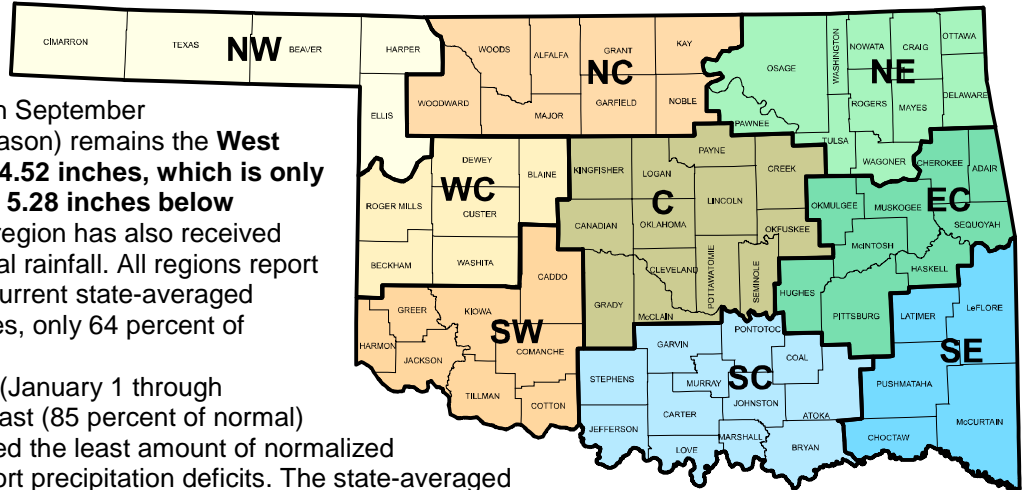 CIMARRON
TEXAS
BEAVER
HARPER
NW
ELLIS
WOODS
ALFALFA
GRANT
KAY
NC
WOODWARD
MAJOR
GARFIELD
NOBLE
OSAGE
WASHINGTON
NOWATA
CRAIG
OTTAWA
NE
ROGERS
MAYES
DELAWARE
PAWNEE
TULSA
WAGONER
n September
ason) remains the West
4.52 inches, which is only
5.28 inches below
region has also received
al rainfall. All regions report
urrent state-averaged
es, only 64 percent of
DEWEY
BLAINE
WC
ROGER MILLS
CUSTER
BECKHAM
WASHITA
KINGFISHER
LOGAN
PAYNE
CREEK
C
LINCOLN
CANADIAN
OKLAHOMA
OKFUSKEE
CLEVELAND
POTTAWATOMIE
SEMINOLE
GRADY
McCLAIN
CHEROKEE
ADAIR
OKMULGEE
MUSKOGEE
EC
SEQUOYAH
McINTOSH
HASKELL
HUGHES
PITTSBURG
CADDO
GREER
KIOWA
SW
HARMON
JACKSON
COMANCHE
TILLMAN
COTTON
GARVIN
PONTOTOC
STEPHENS
MURRAY
SC
COAL
JOHNSTON
CARTER
ATOKA
JEFFERSON
LOVE
MARSHALL
BRYAN
LATIMER
LeFLORE
SE
PUSHMATAHA
McCURTAIN
CHOCTAW
(January 1 through
ast (85 percent of normal)
ed the least amount of normalized
ort precipitation deficits. The state-averaged